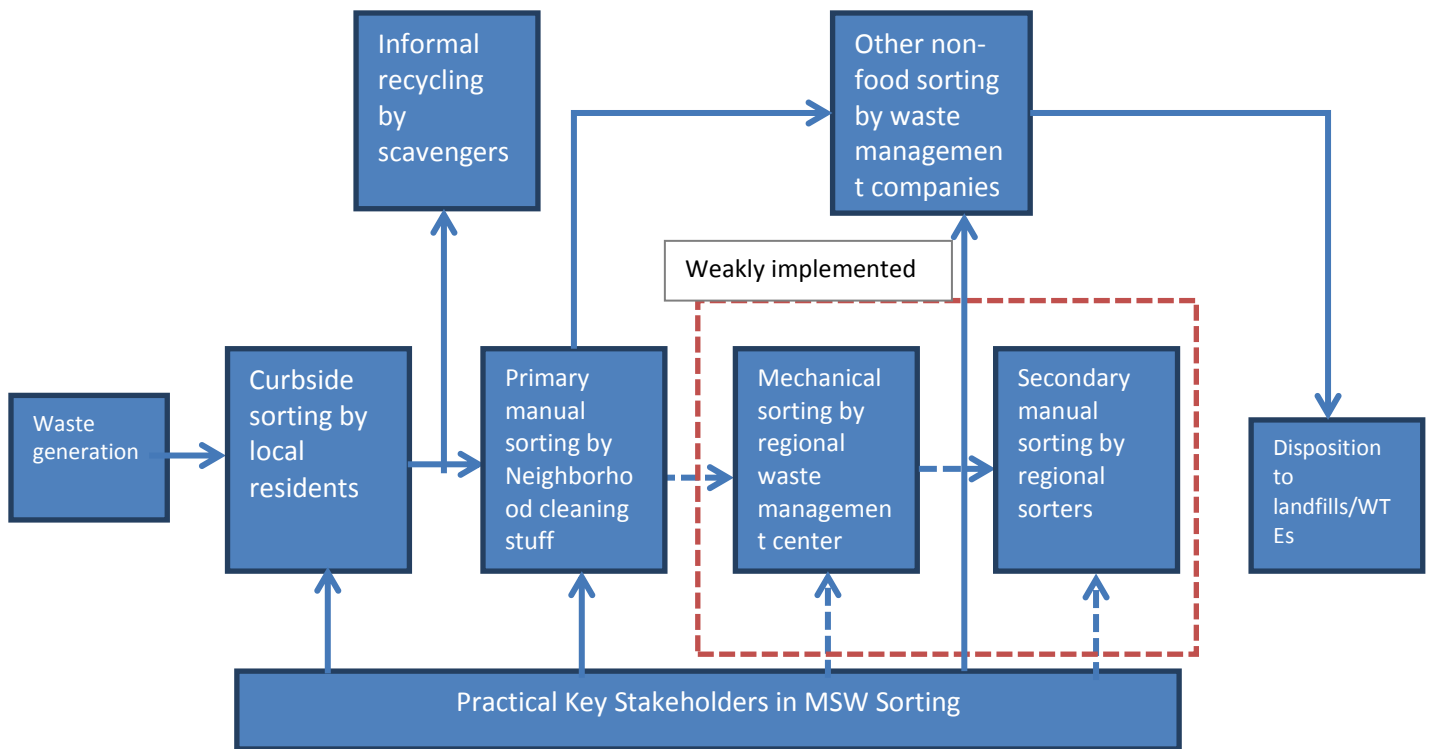 Informal
recycling
by
scavengers
Other non-
food sorting
by waste
managemen
t companies
Weakly implemented
Waste
generation
Curbside
sorting by
local
residents
Primary
manual
sorting by
Neighborho
od cleaning
stuff
Mechanical
sorting by
regional
waste
managemen
t center
Secondary
manual
sorting by
regional
sorters
Disposition
to
landfills/WT
Es
Practical Key Stakeholders in MSW Sorting